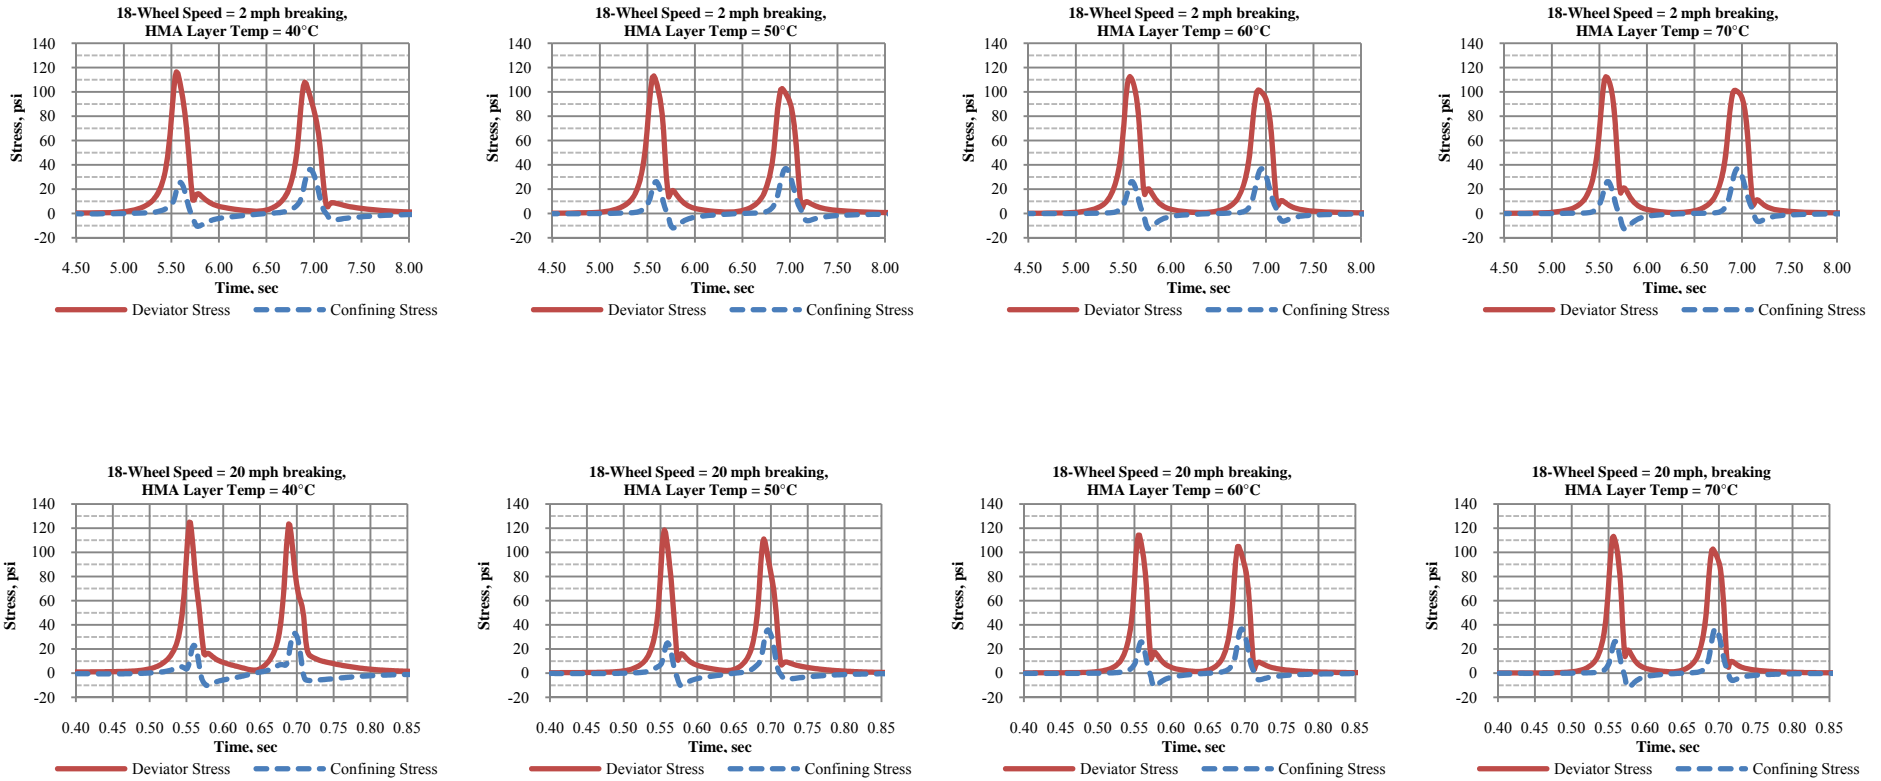 18-Wheel Speed = 2 mph breaking,
HMA Layer Temp = 40°C
140
120
100
80
60
40
20
0
-20
Stress, psi
4.50 5.00 5.50 6.00 6.50 7.00 7.50 8.00
Time, sec
Deviator Stress Confining Stress
18-Wheel Speed = 2 mph breaking,
HMA Layer Temp = 50°C
140
120
100
80
60
40
20
0
-20
Stress, psi
4.50 5.00 5.50 6.00 6.50 7.00 7.50 8.00
Time, sec
Deviator Stress Confining Stress
18-Wheel Speed = 2 mph breaking,
HMA Layer Temp = 60°C
140
120
100
80
60
40
20
0
-20
Stress, psi
4.50 5.00 5.50 6.00 6.50 7.00 7.50 8.00
Time, sec
Deviator Stress Confining Stress
18-Wheel Speed = 2 mph breaking,
HMA Layer Temp = 70°C
140
120
100
80
60
40
20
0
-20
Stress, psi
4.50 5.00 5.50 6.00 6.50 7.00 7.50 8.00
Time, sec
Deviator Stress Confining Stress
18-Wheel Speed = 20 mph breaking,
HMA Layer Temp = 40°C
140
120
100
80
60
40
20
0
-20
Stress, psi
0.40 0.45 0.50 0.55 0.60 0.65 0.70 0.75 0.80 0.85
Time, sec
Deviator Stress Confining Stress
18-Wheel Speed = 20 mph breaking,
HMA Layer Temp = 50°C
140
120
100
80
60
40
20
0
-20
Stress, psi
0.40 0.45 0.50 0.55 0.60 0.65 0.70 0.75 0.80 0.85
Time, sec
Deviator Stress Confining Stress
18-Wheel Speed = 20 mph breaking,
HMA Layer Temp = 60°C
140
120
100
80
60
40
20
0
-20
Stress, psi
0.40 0.45 0.50 0.55 0.60 0.65 0.70 0.75 0.80 0.85
Time, sec
Deviator Stress Confining Stress
18-Wheel Speed = 20 mph, breaking
HMA Layer Temp = 70°C
140
120
100
80
60
40
20
0
-20
Stress, psi
0.40 0.45 0.50 0.55 0.60 0.65 0.70 0.75 0.80 0.85
Time, sec
Deviator Stress Confining Stress